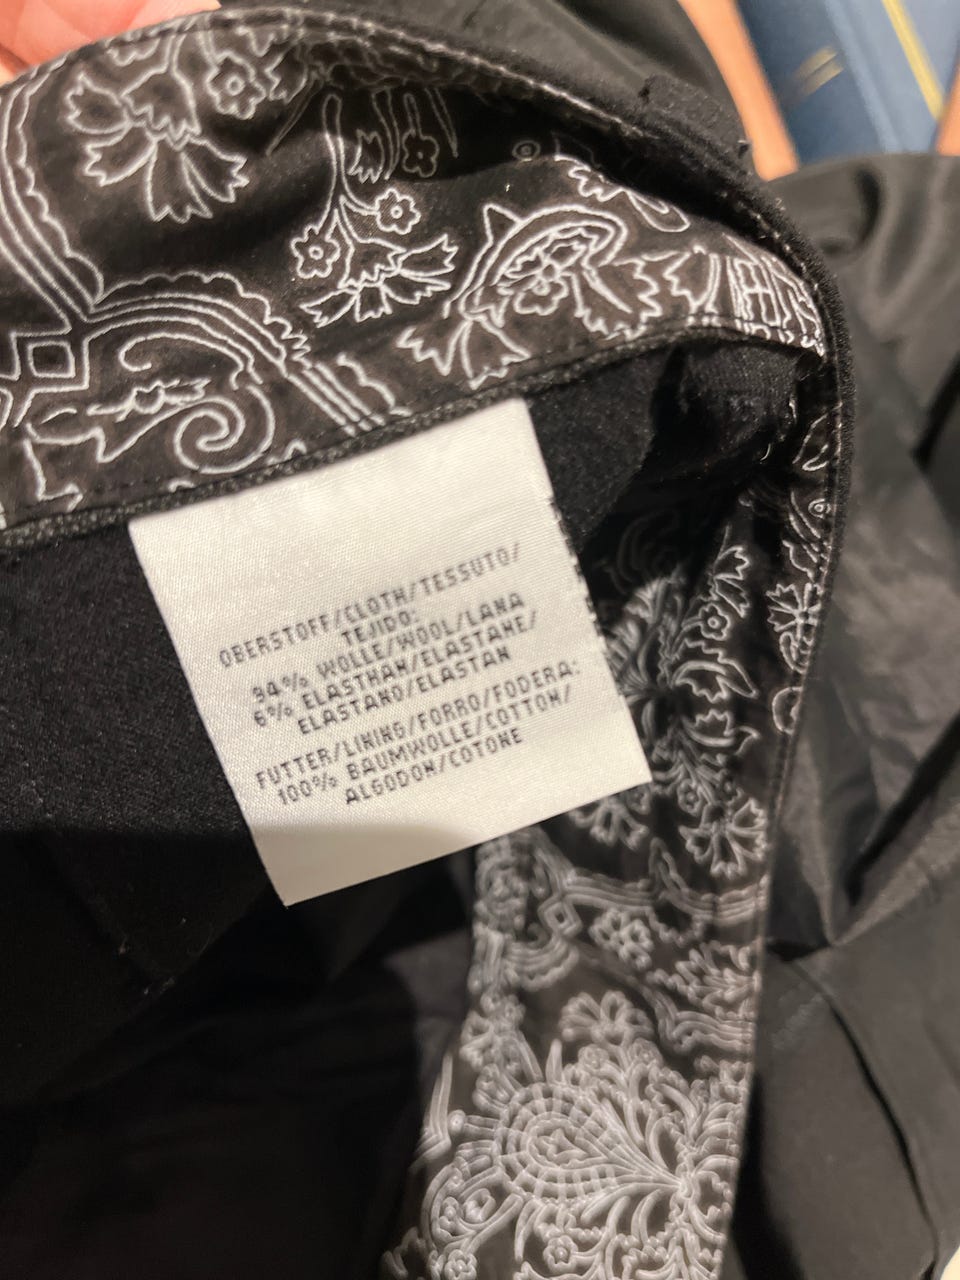 OBERSTOFF/CLOTH/TESSUTO/
TEJIDO:
94% WOLLE/WOOL/LANA
6% ELASTHAN/ELASTANE/
ELASTANO/ELASTAN
FUTTER/LINING/FORRO/FODERA:
100% BAUMWOLLE/COTTON/
ALGODON/COTONE